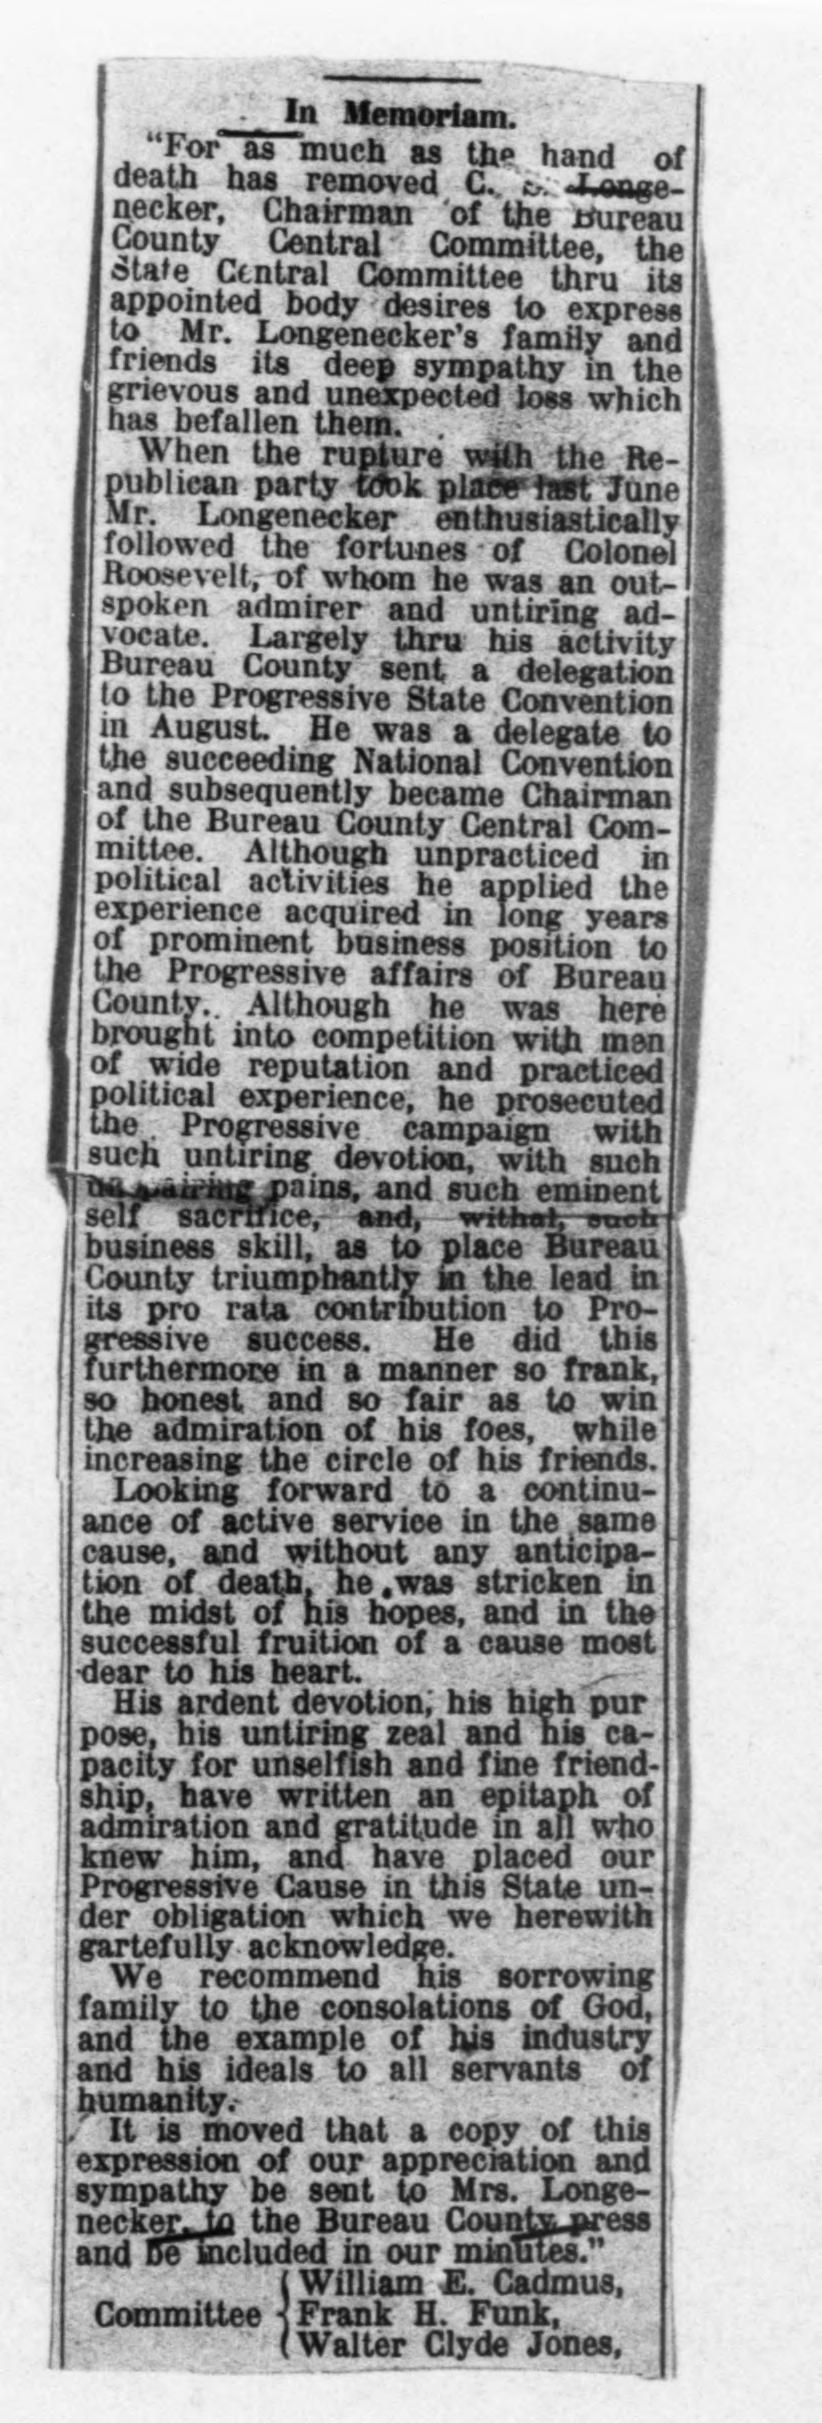 In Memoriam.
"For as much as the hand of
death has removed C. Longe-
necker, Chairman of the Bureau
County Central Committee, the
State Central Committee thru its
appointed body desires to express
to Mr. Longenecker's family and
friends its deep sympathy in the
grievous and unexpected loss which
has befallen them.
When the rupture with the Re-
publican party took place last June
Mr. Longenecker enthusiastically
followed the fortunes of Colonel
Roosevelt, of whom he was an out-
spoken admirer and untiring ad-
vocate. Largely thru his activity
Bureau County sent a delegation
to the Progressive State Convention
in August. He was a delegate to
the succeeding National Convention
and subsequently became Chairman
of the Bureau County Central Com-
mittee. Although unpracticed in
political activities he applied the
experience acquired in long years
of prominent business position to
the Progressive affairs of Bureau
County. Although he was here
brought into competition with men
of wide reputation and practiced
political experience, he prosecuted
the Progressive campaign with
such untiring devotion, with such
pains, and such eminent
self sacrifice, and, withal, such
business skill, as to place Bureau
County triumphantly in the lead in
its pro rata contribution to Pro-
gressive success. He did this
furthermore in a manner so frank,
so honest and so fair as to win
the admiration of his foes, while
increasing the circle of his friends.
Looking forward to a continu-
ance of active service in the same
cause, and without any anticipa-
tion of death, he was stricken in
the midst of his hopes, and in the
successful fruition of a cause most
dear to his heart.
His ardent devotion, his high pur
pose, his untiring zeal and his ca-
pacity for unselfish and fine friend-
ship, have written an epitaph of
admiration and gratitude in all who
knew him, and have placed our
Progressive Cause in this State un-
der obligation which we herewith
gartefully acknowledge.
We recommend his sorrowing
family to the consolations of God,
and the example of his industry
and his ideals to all servants of
humanity.
It is moved that a copy of this
expression of our appreciation and
sympathy be sent to Mrs. Longe-
necker, to the Bureau County press
and be included in our minutes."
William E. Cadmus,
Committee Frank H. Funk,
Walter Clyde Jones,